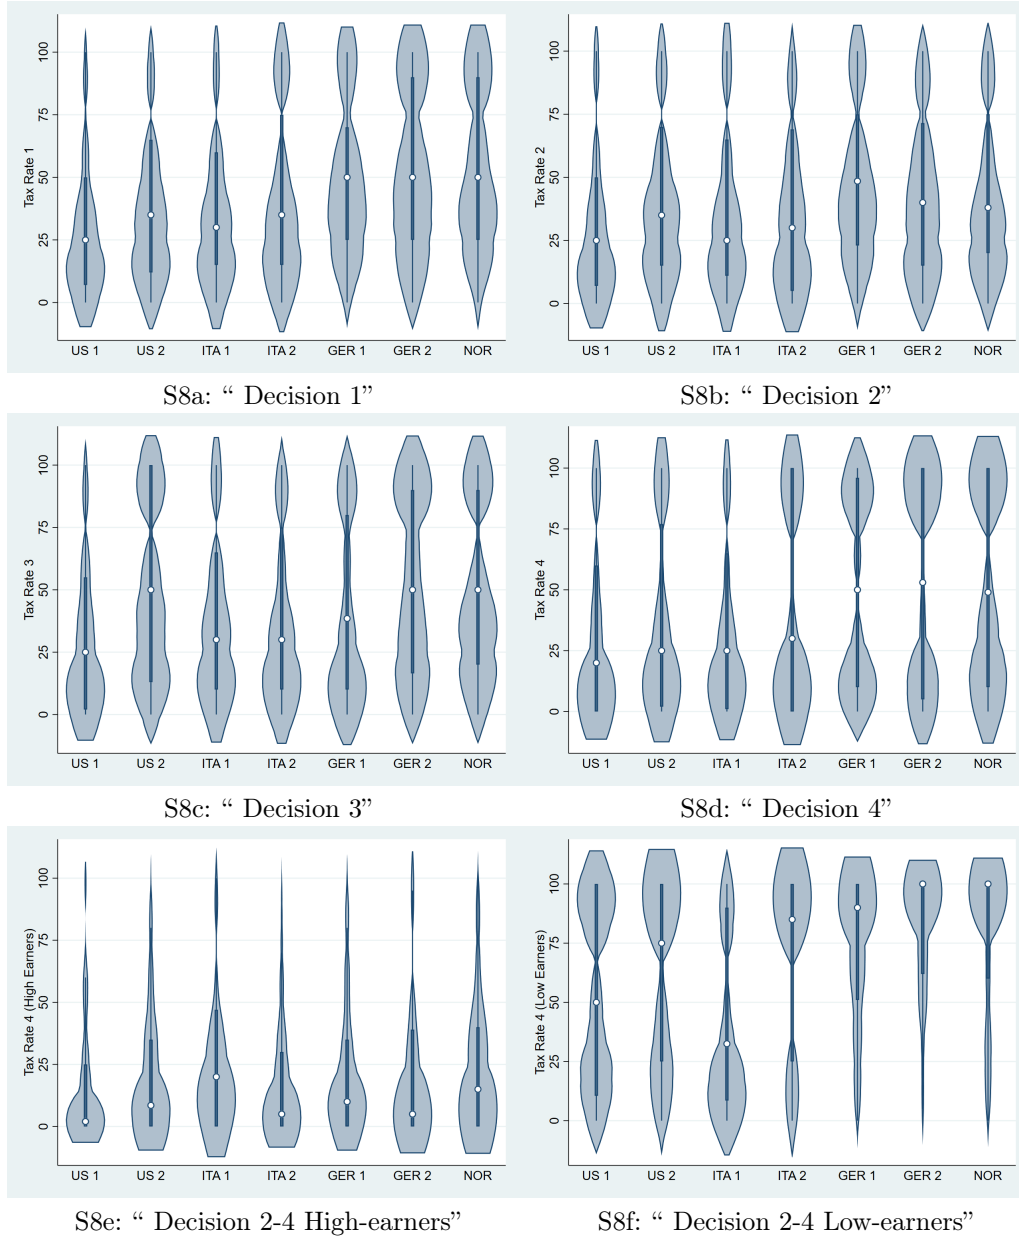 Tax Rate 1
100
75
50
25
0
US 1 US 2 ITA 1 ITA 2 GER 1 GER 2 NOR
S8a: “ Decision 1”
Tax Rate 2
100
75
50
25
0
US 1 US 2 ITA 1 ITA 2 GER 1 GER 2 NOR
S8b: “ Decision 2”
Tax Rate 3
100
75
50
25
0
US 1 US 2 ITA 1 ITA 2 GER 1 GER 2 NOR
S8c: “ Decision 3”
Tax Rate 4
100
75
50
25
0
US 1 US 2 ITA 1 ITA 2 GER 1 GER 2 NOR
S8d: “ Decision 4”
Tax Rate 4 (High Earners)
100
75
50
25
0
US 1 US 2 ITA 1 ITA 2 GER 1 GER 2 NOR
S8e: “ Decision 2-4 High-earners”
Tax Rate 4 (Low Earners)
100
75
50
25
0
US 1 US 2 ITA 1 ITA 2 GER 1 GER 2 NOR
S8f: “ Decision 2-4 Low-earners”